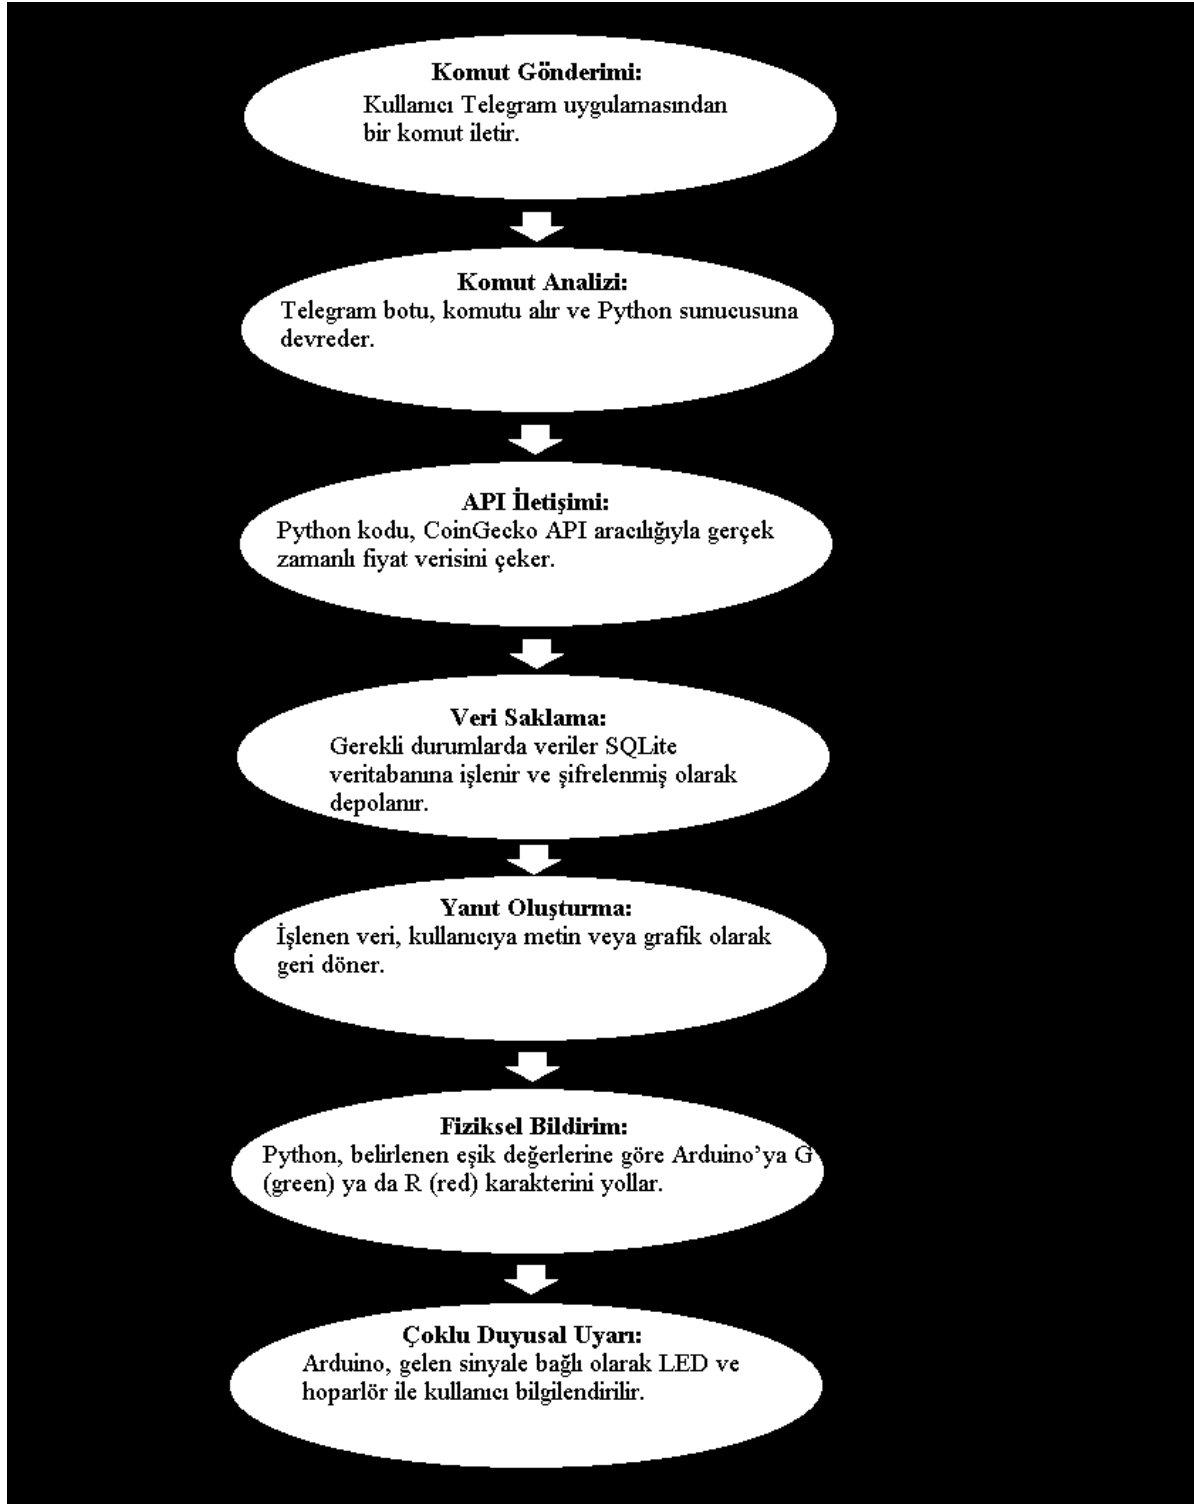 Komut Gönderimi:
Kullanıcı Telegram uygulamasından
bir komut iletir.
Komut Analizi:
Telegram botu, komutu alır ve Python sunucusuna
devreder.
API İletişimi:
Python kodu, CoinGecko API aracılığıyla gerçek
zamanlı fiyat verisini çeker.
Veri Saklama:
Gerekli durumlarda veriler SQLite
veritabanına işlenir ve şifrelenmiş olarak
depolanır.
Yanıt Oluşturma:
İşlenen veri, kullanıcıya metin veya grafik olarak
geri döner.
Fiziksel Bildirim:
Python, belirlenen eşik değerlerine göre Arduino’ya G
(green) ya da R (red) karakterini yollar.
Çoklu Duyusal Uyarı:
Arduino, gelen sinyale bağlı olarak LED ve
hoparlör ile kullanıcı bilgilendirilir.